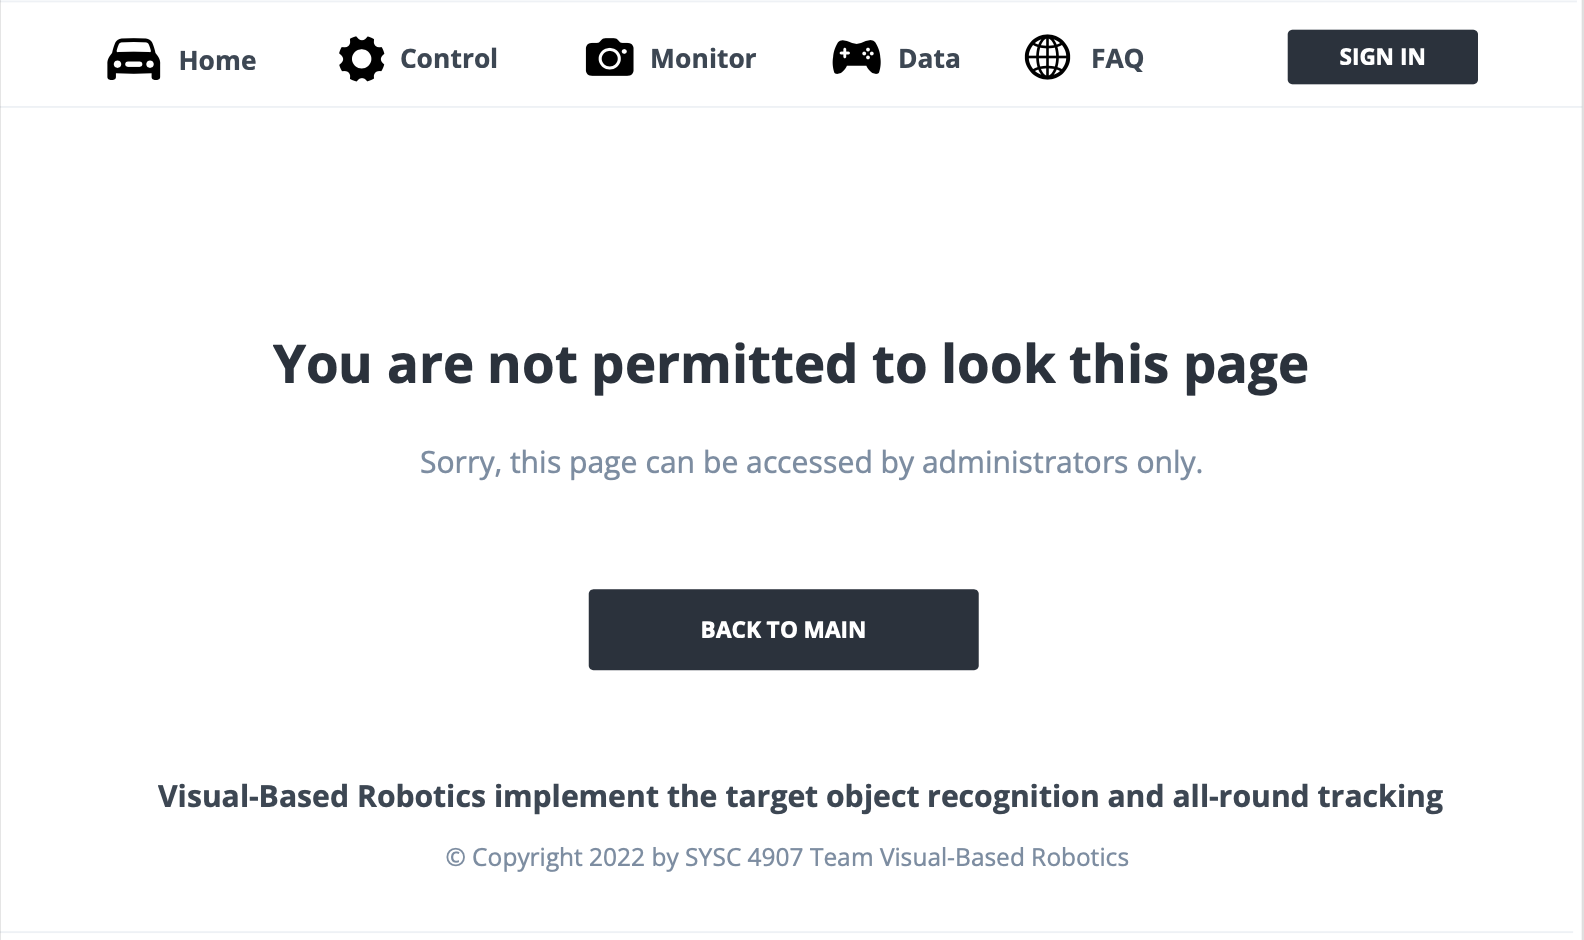 Home Control Monitor Data FAQ SIGN IN
You are not permitted to look this page
Sorry, this page can be accessed by administrators only.
BACK TO MAIN
Visual-Based Robotics implement the target object recognition and all-round tracking
© Copyright 2022 by SYSC 4907 Team Visual-Based Robotics